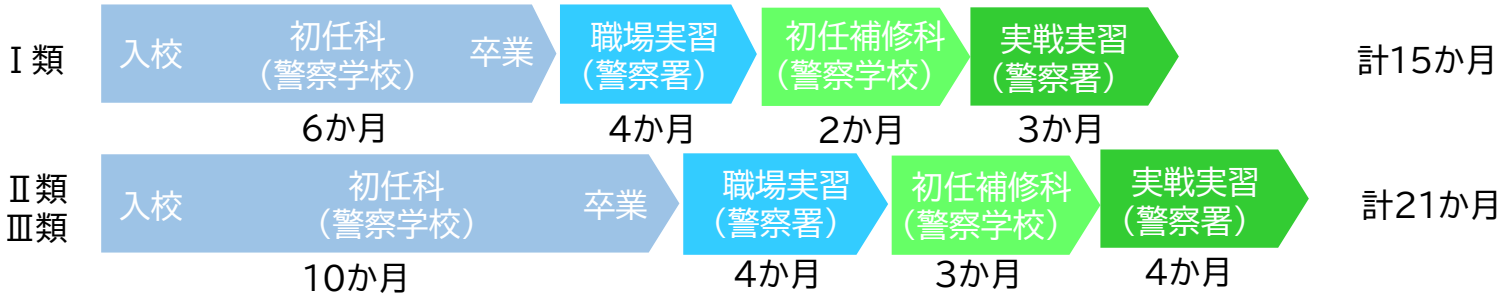 Ⅰ類
入校 初任科 卒業
（警察学校）
職場実習
（警察署）
初任補修科
（警察学校）
実戦実習
（警察署）
計15か月
6か月 4か月 2か月 3か月
Ⅱ類
Ⅲ類
入校 初任科 卒業
（警察学校）
職場実習
（警察署）
初任補修科
（警察学校）
実戦実習
（警察署）
計21か月
10か月 4か月 3か月 4か月